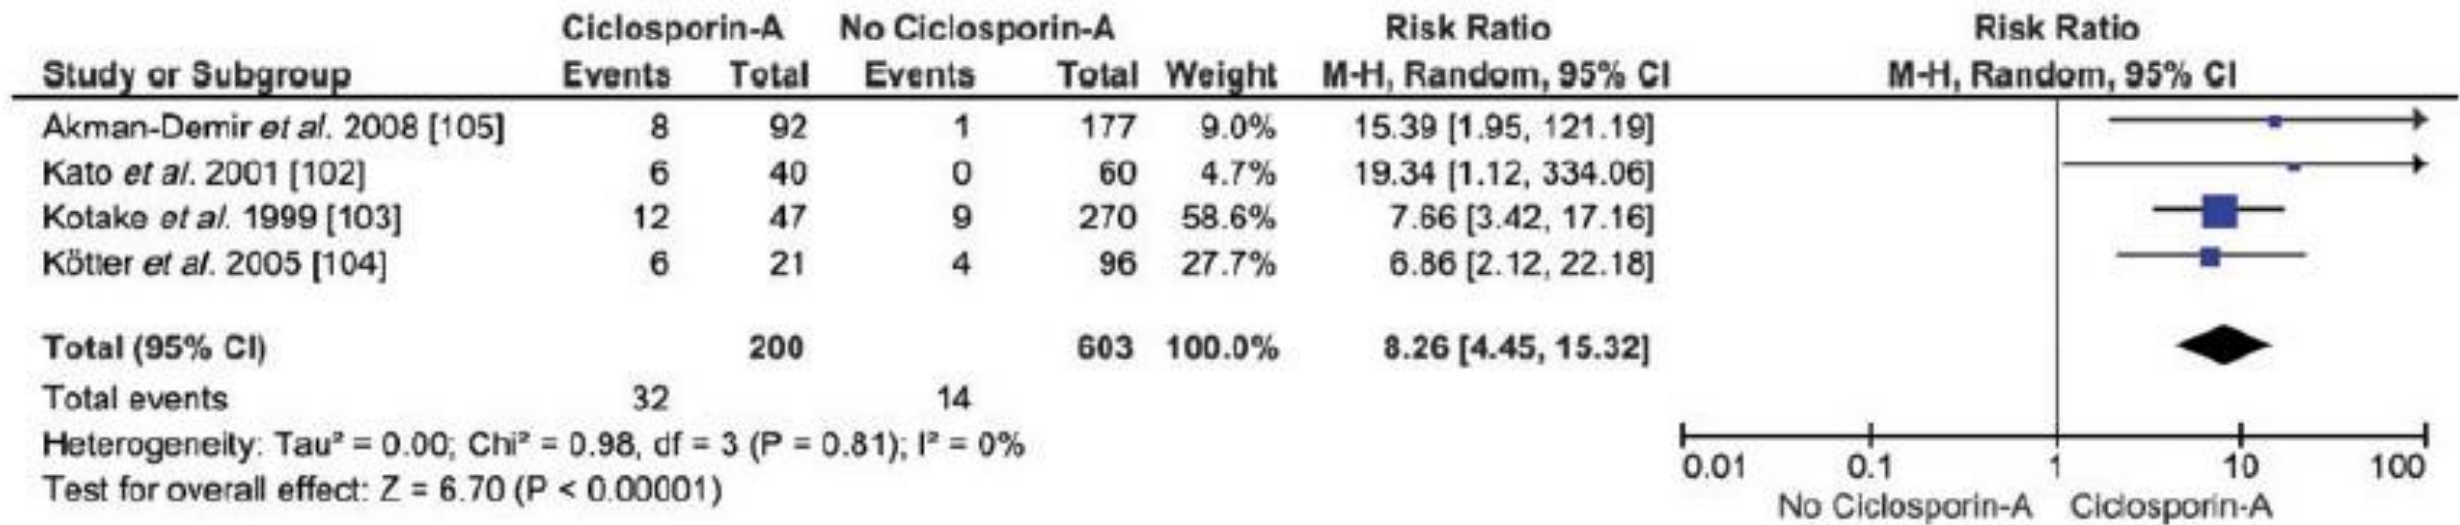 Ciclosporin-A No Ciclosporin-A Risk Ratio Risk Ratio
Study or Subgroup Events Total Events Total Weight M-H, Random, 95% CI M-H, Random, 95% CI
Akman-Demir et al. 2008 [105] 8 92 1 177 9.0% 15.39 [1.95, 121.19]
Kato et al. 2001 [102] 6 40 0 60 4.7% 19.34 [1.12, 334.06]
Kotake et al. 1999 [103] 12 47 9 270 58.6% 7.66 [3.42, 17.16]
Kötter et al. 2005 [104] 6 21 4 96 27.7% 6.86 [2.12, 22.18]
Total (95% CI) 200 603 100.0% 8.26 [4.45, 15.32]
Total events 32 14
Heterogeneity: Tau² = 0.00; Chi² = 0.98, df = 3 (P = 0.81); I² = 0%
Test for overall effect: Z = 6.70 (P < 0.00001)
0.01 0.1 1 10 100
No Ciclosporin-A Ciclosporin-A